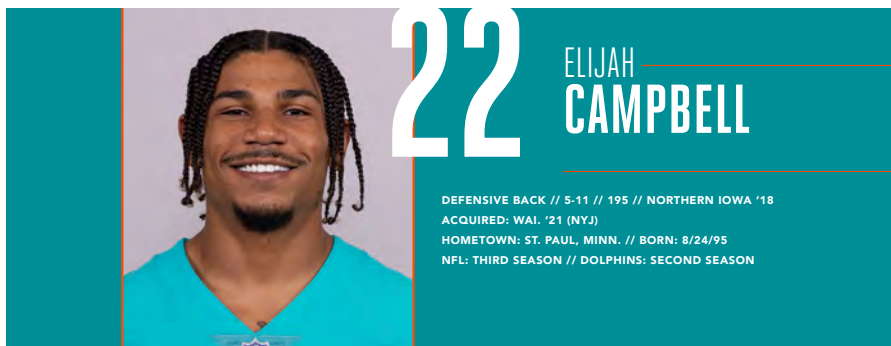 22
ELIJAH
CAMPBELL
DEFENSIVE BACK // 5-11 // 195 // NORTHERN IOWA ‘18
ACQUIRED: WAI. ‘21 (NYJ)
HOMETOWN: ST. PAUL, MINN. // BORN: 8/24/95
NFL: THIRD SEASON // DOLPHINS: SECOND SEASON